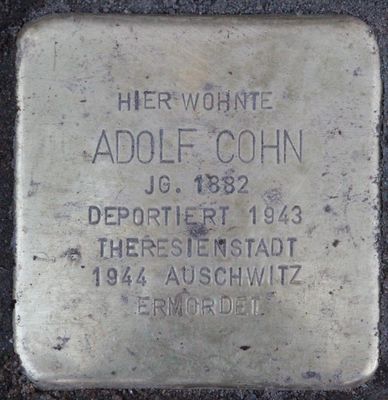 HIER WOHNTE
ADOLF COHN
JG. 1882
DEPORTIERT 1943
THERESIENSTADT
1944 AUSCHWITZ
ERMORDET